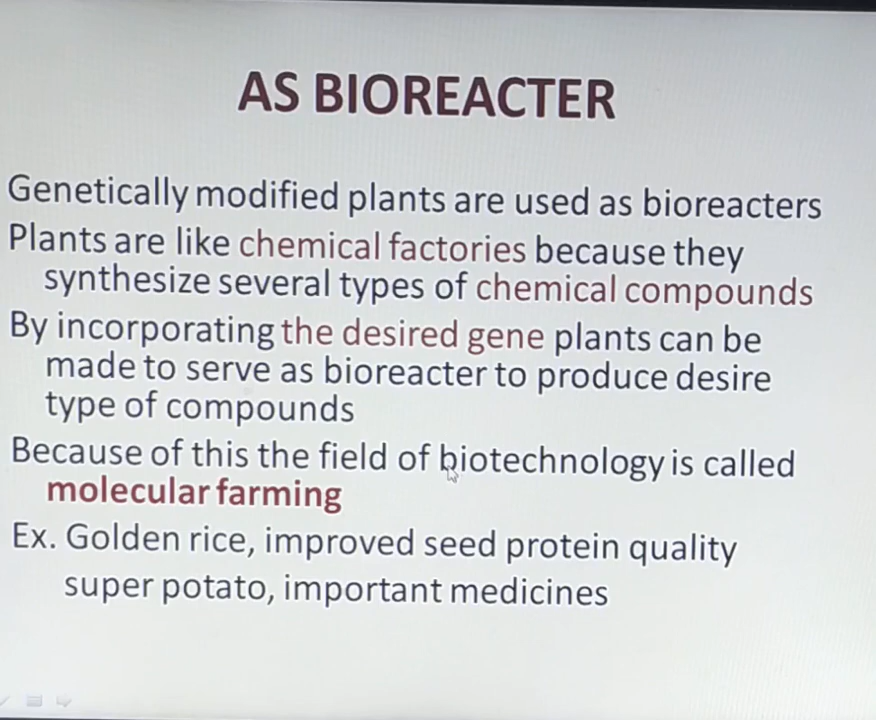 AS BIOREACTER
Genetically modified plants are used as bioreacters
Plants are like chemical factories because they
synthesize several types of chemical compounds
By incorporating the desired gene plants can be
made to serve as bioreacter to produce desire
type of compounds
Because of this the field of biotechnology is called
molecular farming
Ex. Golden rice, improved seed protein quality
super potato, important medicines